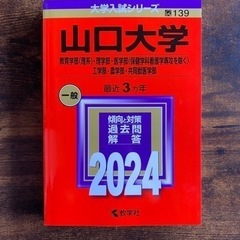 大学入試シリーズ
139
山口大学
教育学部〈理系〉・理学部・医学部〈保健学科看護学専攻を除く〉
工学部・農学部・共同獣医学部
一般
最近3カ年
傾向と対策
過去問
解答
2024
教学社